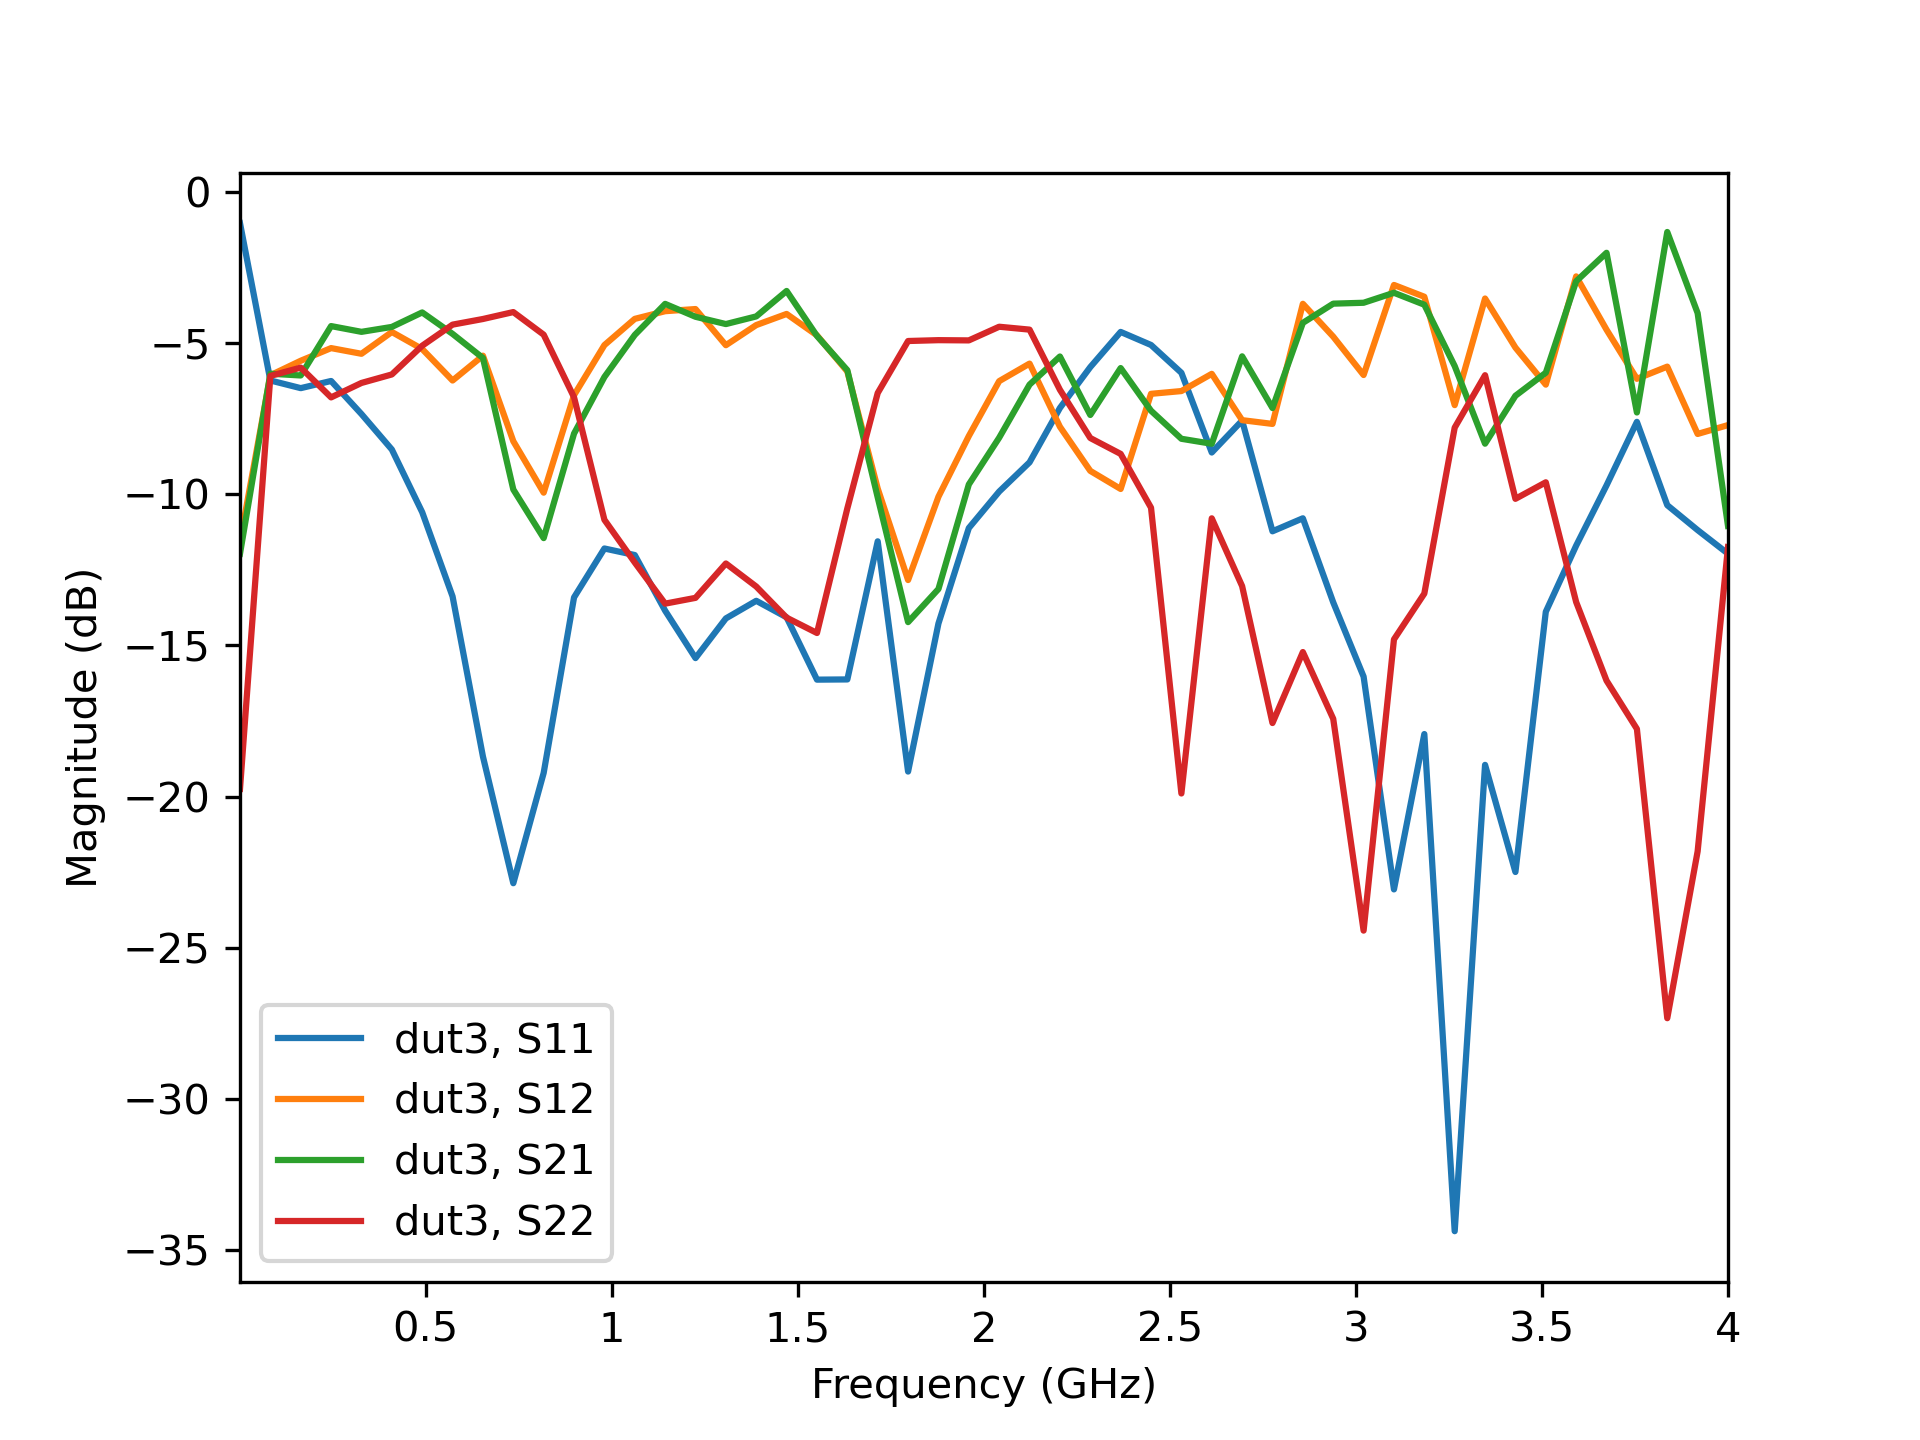 0
−5
−10
−15
−20
−25
−30
−35
Magnitude (dB)
dut3, S11
dut3, S12
dut3, S21
dut3, S22
0.5 1 1.5 2 2.5 3 3.5 4
Frequency (GHz)